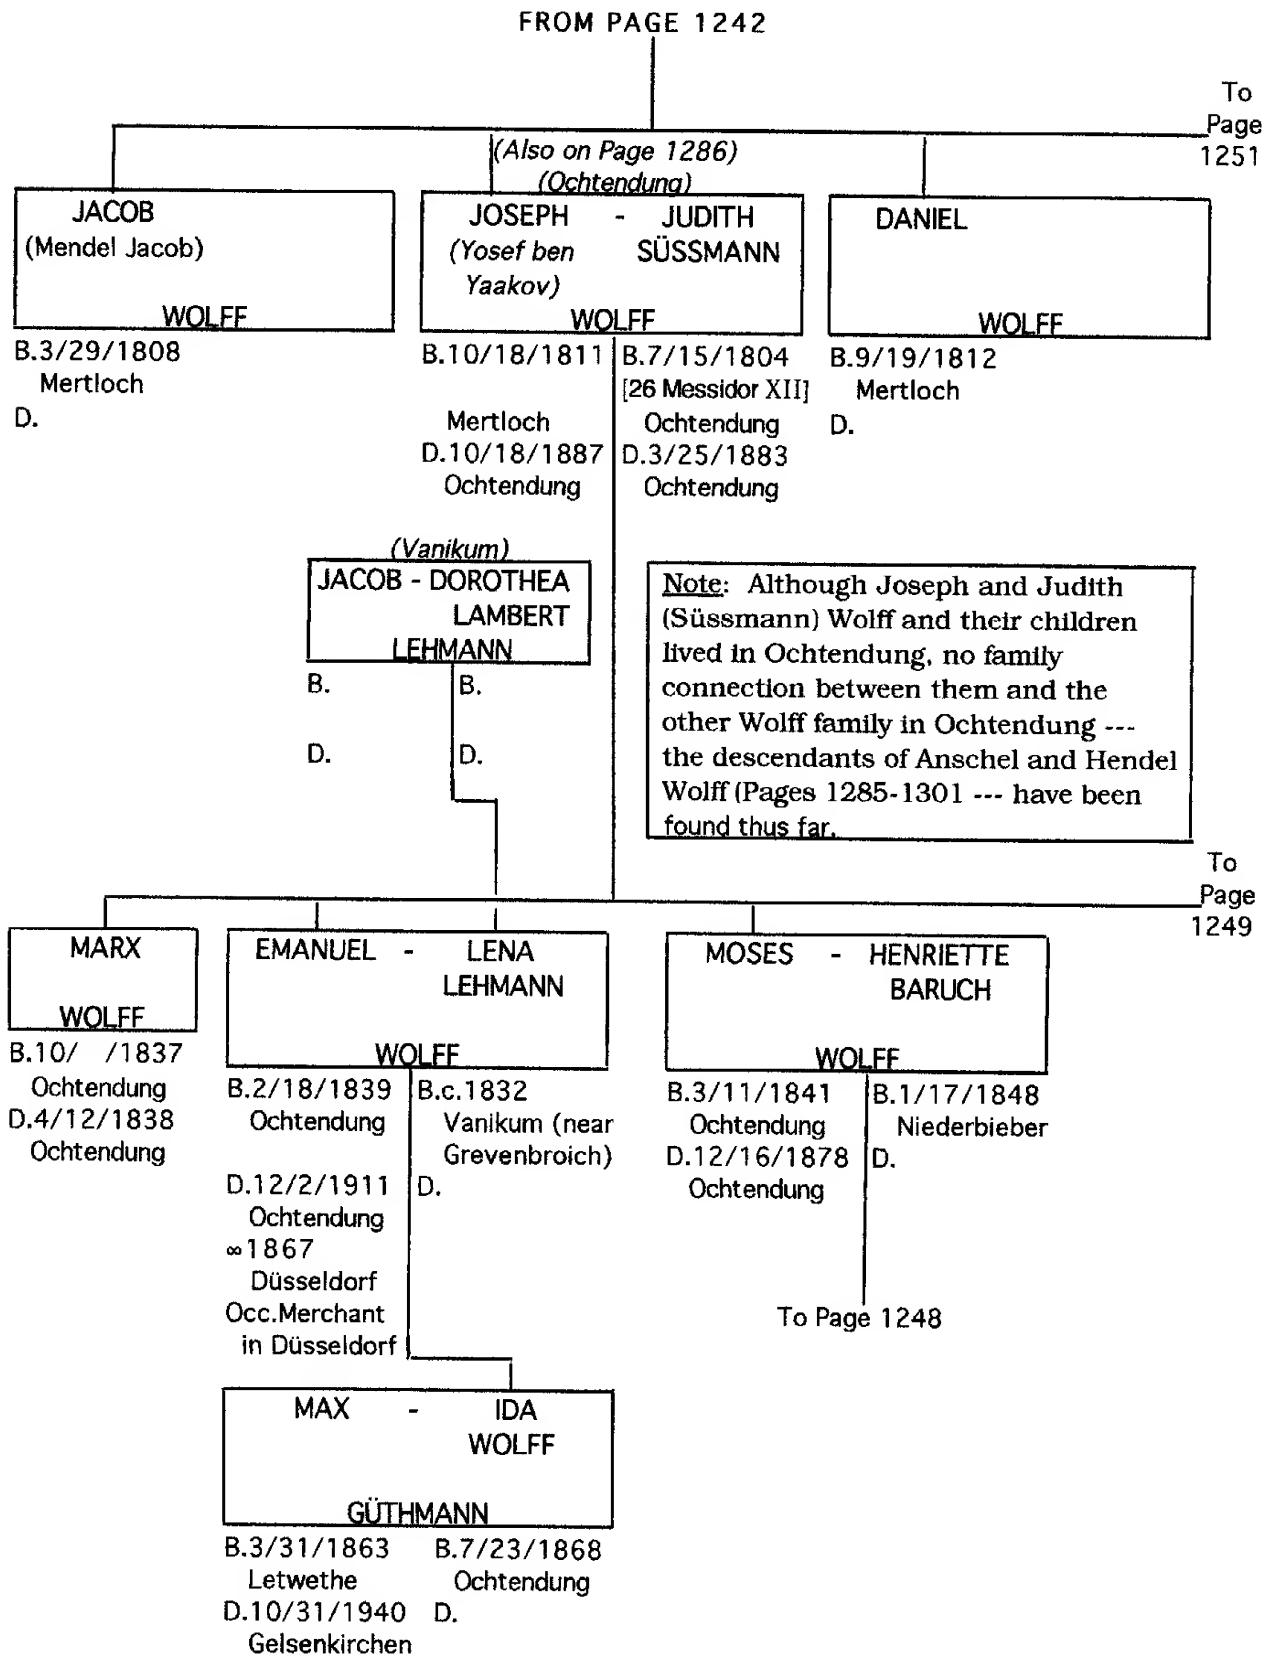 FROM PAGE 1242
To
Page
1251
(Also on Page 1286)
(Ochtendung)
JACOB
(Mendel Jacob)
WOLFF
B.3/29/1808
Mertloch
D.
JOSEPH - JUDITH
(Yosef ben SÜSSMANN
Yaakov)
WOLFF
B.10/18/1811 B.7/15/1804
[26 Messidor XII]
Mertloch Ochtendung
D.10/18/1887 D.3/25/1883
Ochtendung Ochtendung
DANIEL
WOLFF
B.9/19/1812
Mertloch
D.
(Vanikum)
JACOB - DOROTHEA
LAMBERT
LEHMANN
B. B.
D. D.
Note: Although Joseph and Judith
(Süssmann) Wolff and their children
lived in Ochtendung, no family
connection between them and the
other Wolff family in Ochtendung ---
the descendants of Anschel and Hendel
Wolff (Pages 1285-1301 --- have been
found thus far.
To
Page
1249
MARX
WOLFF
B.10/ /1837
Ochtendung
D.4/12/1838
Ochtendung
EMANUEL - LENA
LEHMANN
WOLFF
B.2/18/1839 B.c.1832
Ochtendung Vanikum (near
Grevenbroich)
D.12/2/1911 D.
Ochtendung
∞1867
Düsseldorf
Occ.Merchant
in Düsseldorf
MOSES - HENRIETTE
BARUCH
WOLFF
B.3/11/1841 B.1/17/1848
Ochtendung Niederbieber
D.12/16/1878 D.
Ochtendung
To Page 1248
MAX - IDA
WOLFF
GÜTHMANN
B.3/31/1863 B.7/23/1868
Letwethe Ochtendung
D.10/31/1940 D.
Gelsenkirchen